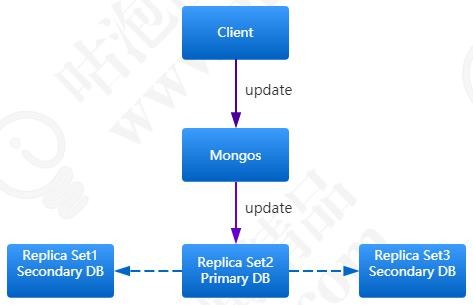 Client
update
Mongos
update
Replica Set1
Secondary DB
Replica Set2
Primary DB
Replica Set3
Secondary DB